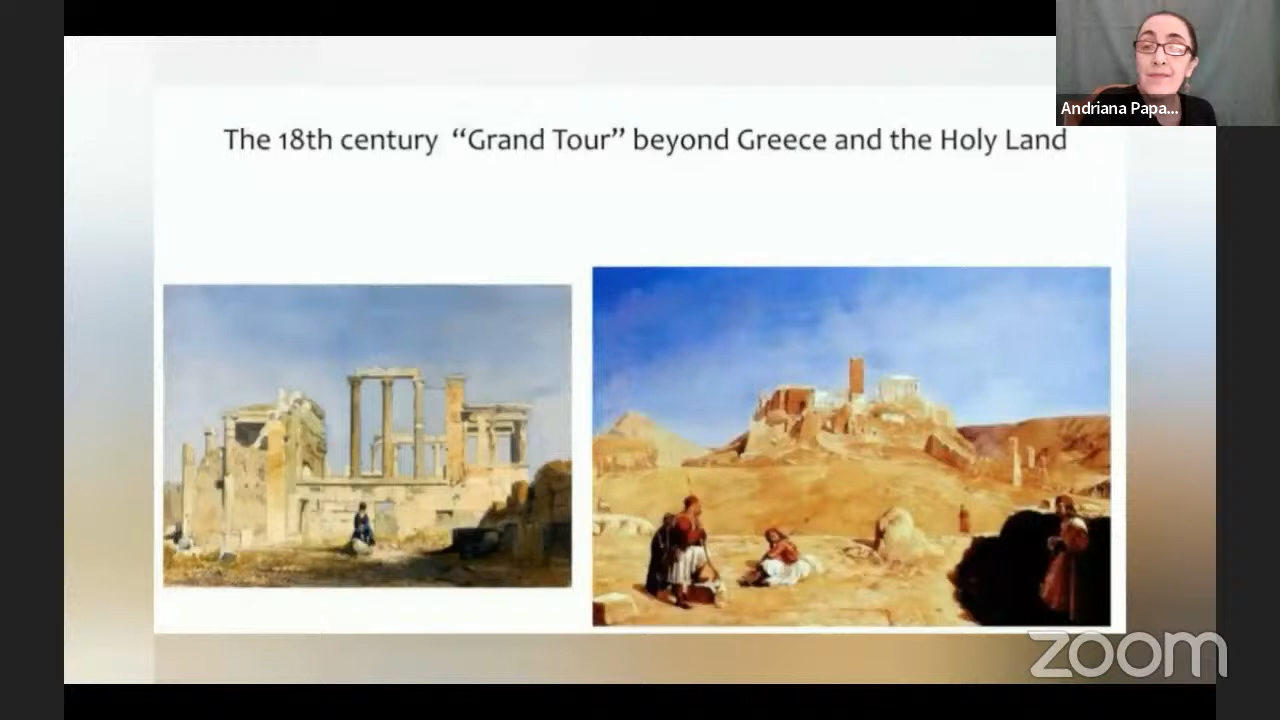 Andriana Papa...
The 18th century “Grand Tour” beyond Greece and the Holy Land
zoom